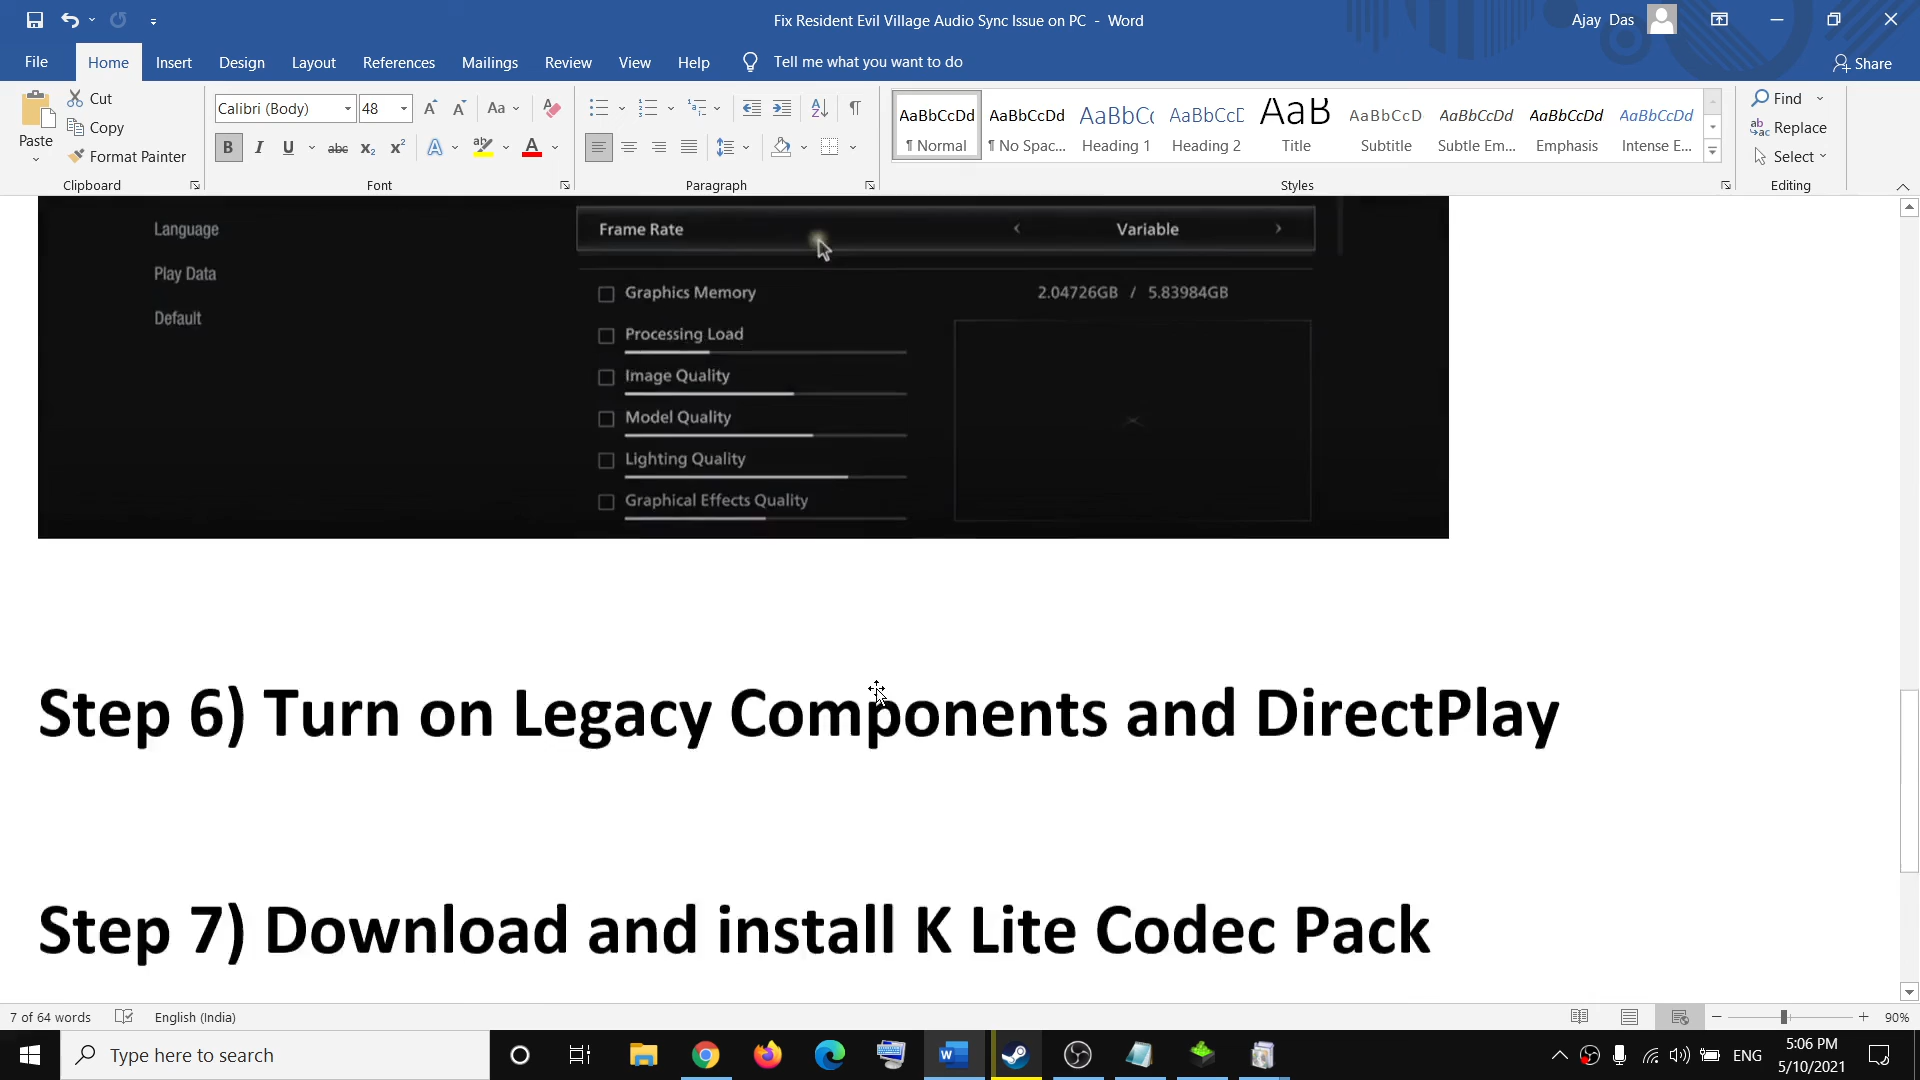 Fix Resident Evil Village Audio Sync Issue on PC - Word
Ajay Das
File Home Insert Design Layout References Mailings Review View Help Tell me what you want to do
Share
Paste
Cut
Copy
Format Painter
Clipboard
Calibri (Body) 48
Aa
B I U abc X₂ X² A A
Font
Paragraph
AaBbCcDd AaBbCcDd AaBbCc AaBbCcD AaB AaBbCcD AaBbCcDd AaBbCcDd AaBbCcDd
¶ Normal ¶ No Spac... Heading 1 Heading 2 Title Subtitle Subtle Em... Emphasis Intense E...
Styles
Find
Replace
Select
Editing
Language
Play Data
Default
Frame Rate Variable
Graphics Memory 2.04726GB / 5.83984GB
Processing Load
Image Quality
Model Quality
Lighting Quality
Graphical Effects Quality
Step 6) Turn on Legacy Components and DirectPlay
Step 7) Download and install K Lite Codec Pack
7 of 64 words English (India) 90%
Type here to search
ENG
5:06 PM
5/10/2021